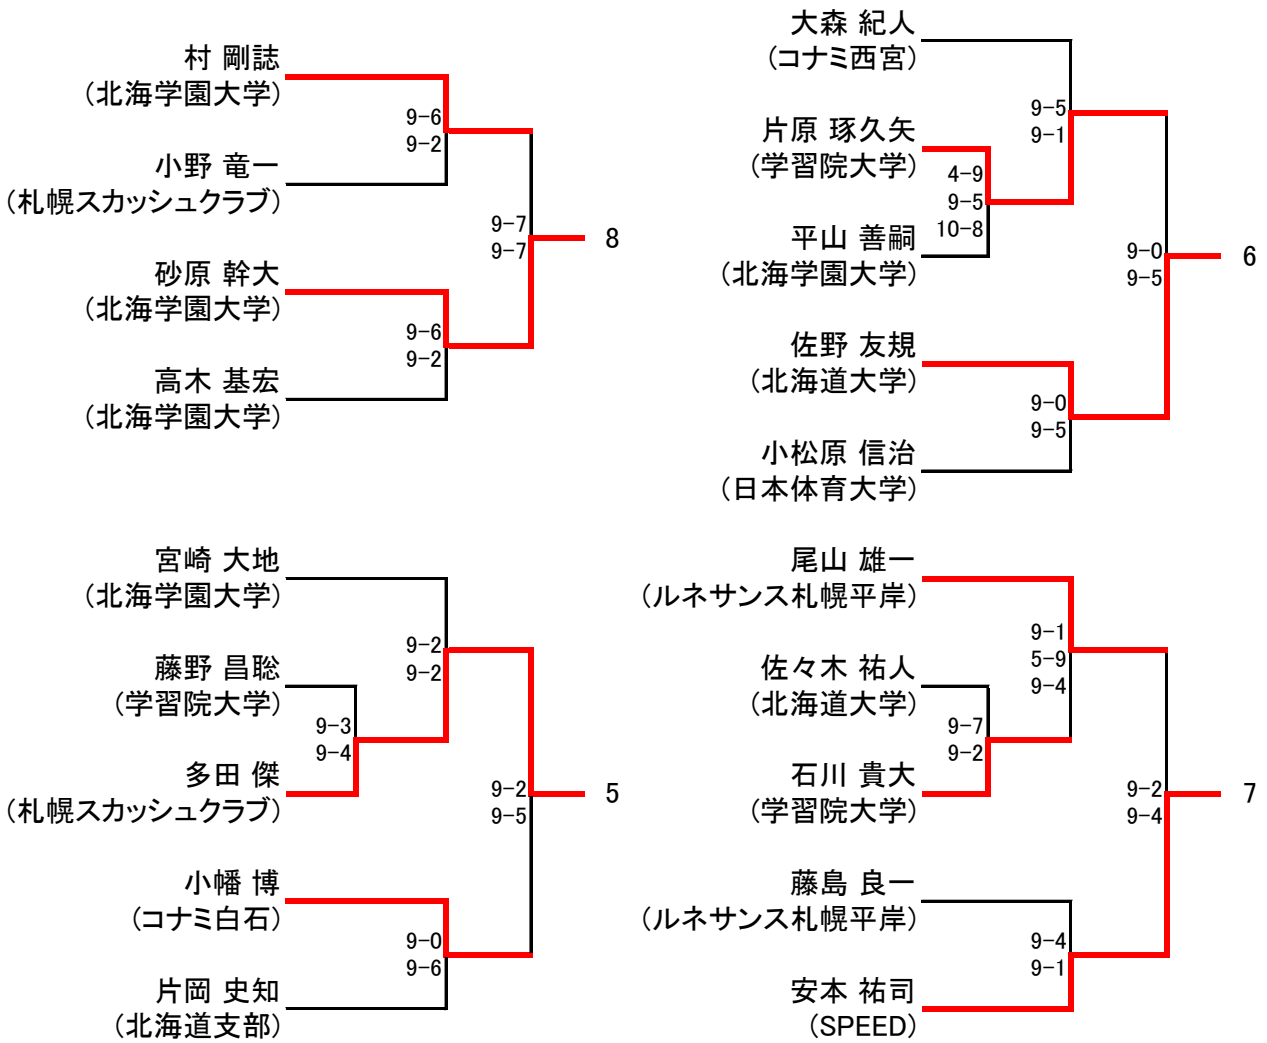 村 剛誌
(北海学園大学)
9-6
9-2
小野 竜一
(札幌スカッシュクラブ)
9-7
9-7
8
砂原 幹大
(北海学園大学)
9-6
9-2
高木 基宏
(北海学園大学)
大森 紀人
(コナミ西宮)
9-5
9-1
片原 琢久矢
(学習院大学)
4-9
9-5
10-8
平山 善嗣
(北海学園大学)
9-0
9-5
6
佐野 友規
(北海道大学)
9-0
9-5
小松原 信治
(日本体育大学)
宮崎 大地
(北海学園大学)
9-2
9-2
藤野 昌聡
(学習院大学)
9-3
9-4
多田 傑
(札幌スカッシュクラブ)
9-2
9-5
5
小幡 博
(コナミ白石)
9-0
9-6
片岡 史知
(北海道支部)
尾山 雄一
(ルネサンス札幌平岸)
9-1
5-9
9-4
佐々木 祐人
(北海道大学)
9-7
9-2
石川 貴大
(学習院大学)
9-2
9-4
7
藤島 良一
(ルネサンス札幌平岸)
9-4
9-1
安本 祐司
(SPEED)